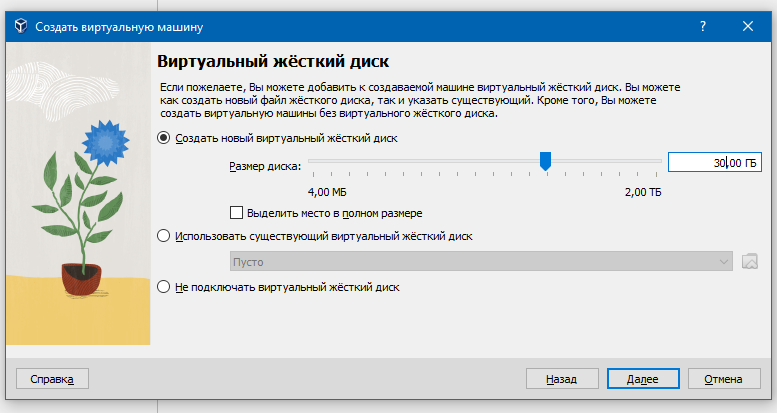 Создать виртуальную машину
Виртуальный жёсткий диск
Если пожелаете, Вы можете добавить к создаваемой машине виртуальный жёсткий диск. Вы можете
как создать новый файл жёсткого диска, так и указать существующий. Кроме того, Вы можете
создать виртуальную машины без виртуального жёсткого диска.
Создать новый виртуальный жёсткий диск
Размер диска:
30,00 ГБ
4,00 МБ
2,00 ТБ
Выделить место в полном размере
Использовать существующий виртуальный жёсткий диск
Пусто
Не подключать виртуальный жёсткий диск
Справка
Назад
Далее
Отмена